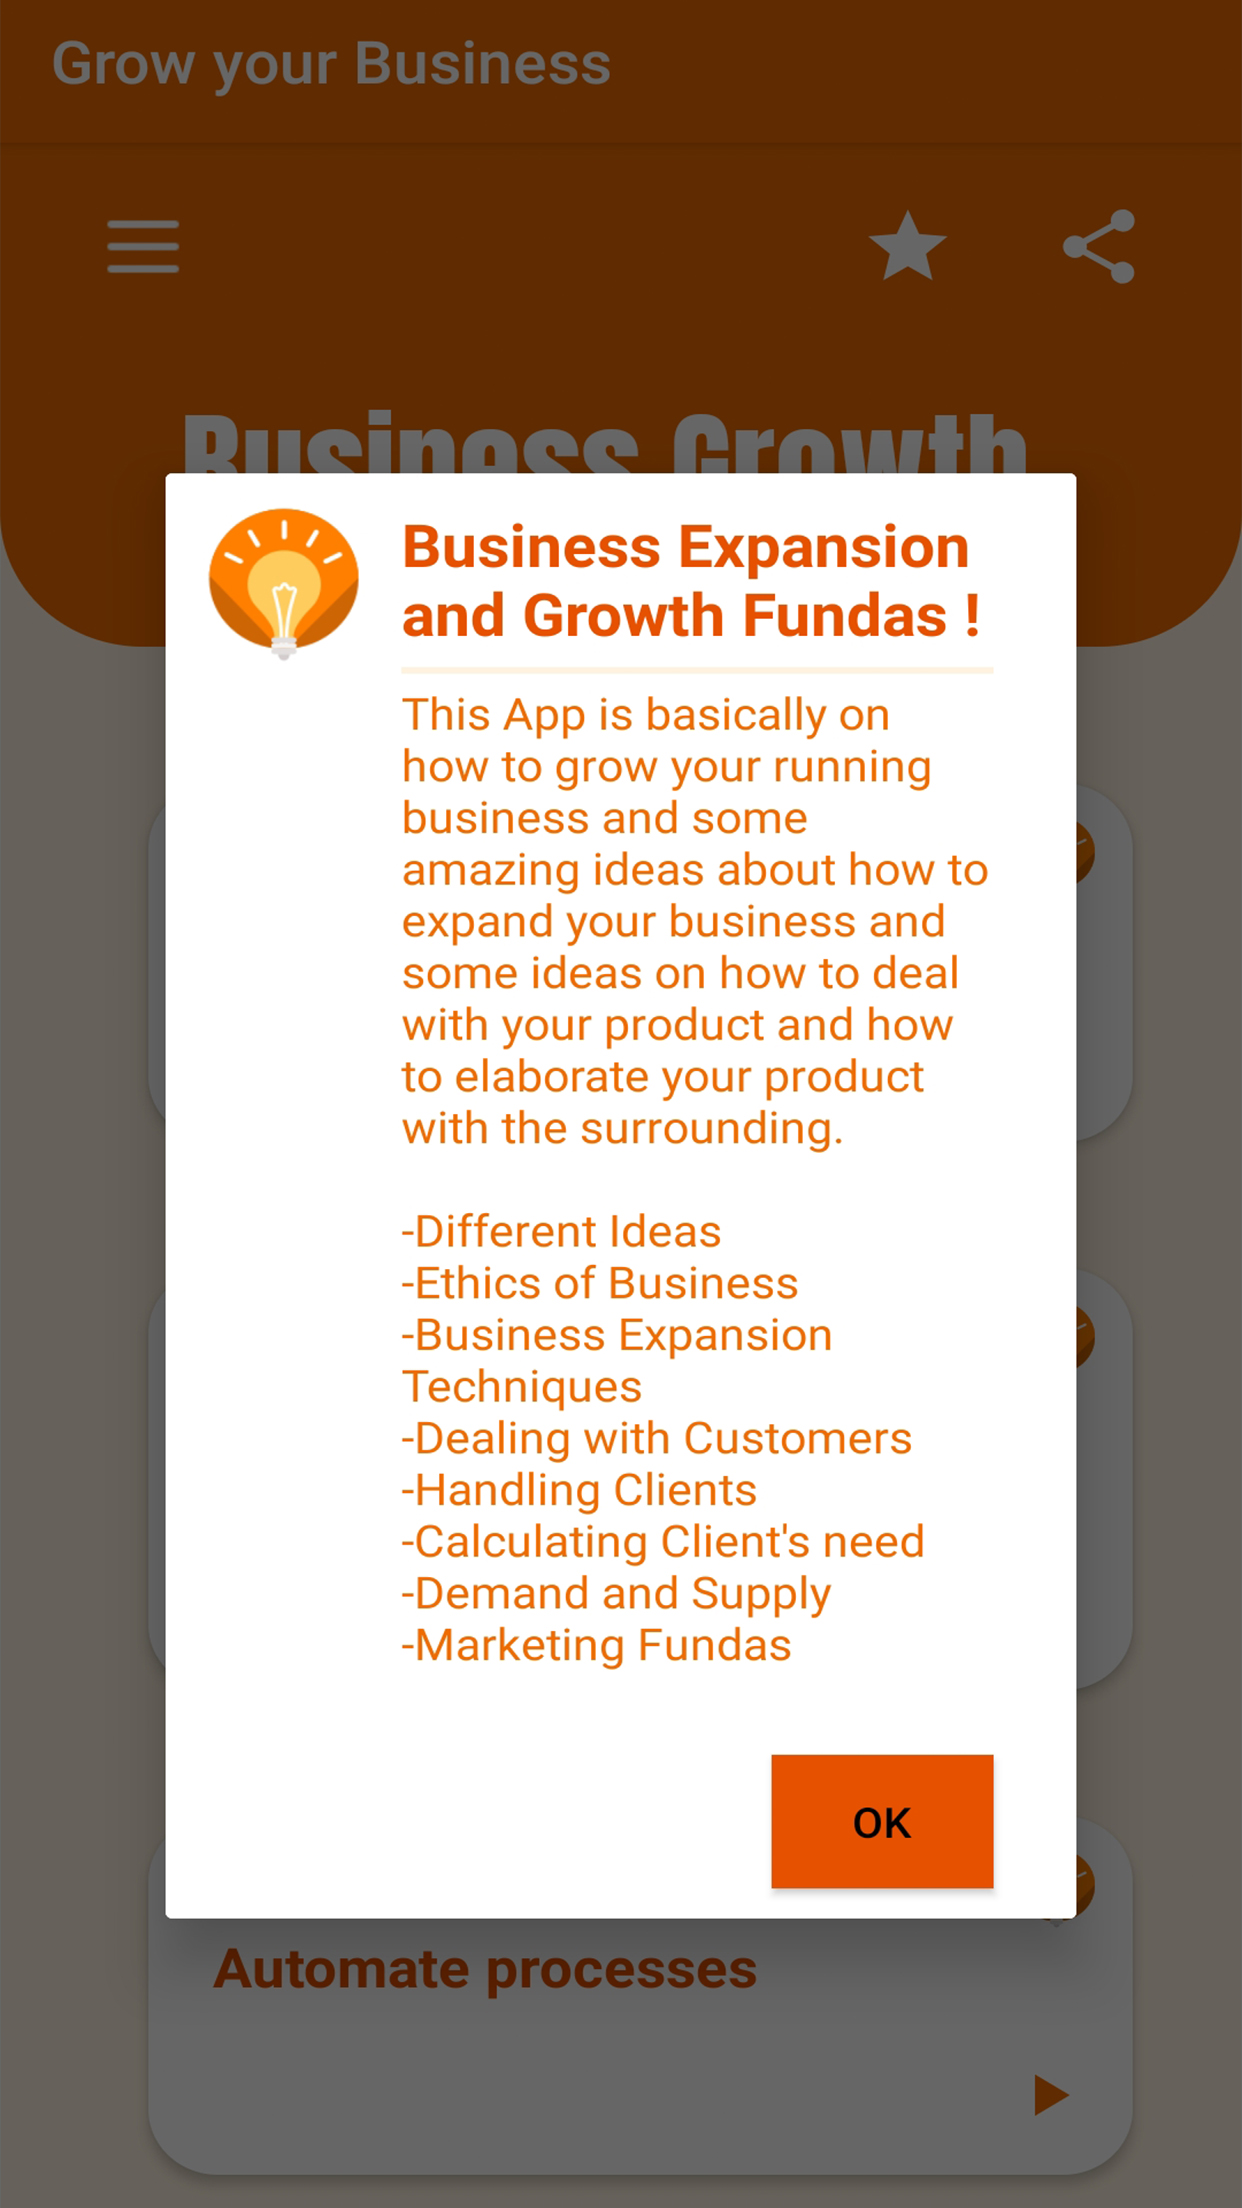 Grow your Business
Business Growth
Business Expansion
and Growth Fundas !
This App is basically on
how to grow your running
business and some
amazing ideas about how to
expand your business and
some ideas on how to deal
with your product and how
to elaborate your product
with the surrounding.
-Different Ideas
-Ethics of Business
-Business Expansion
Techniques
-Dealing with Customers
-Handling Clients
-Calculating Client's need
-Demand and Supply
-Marketing Fundas
OK
Automate processes